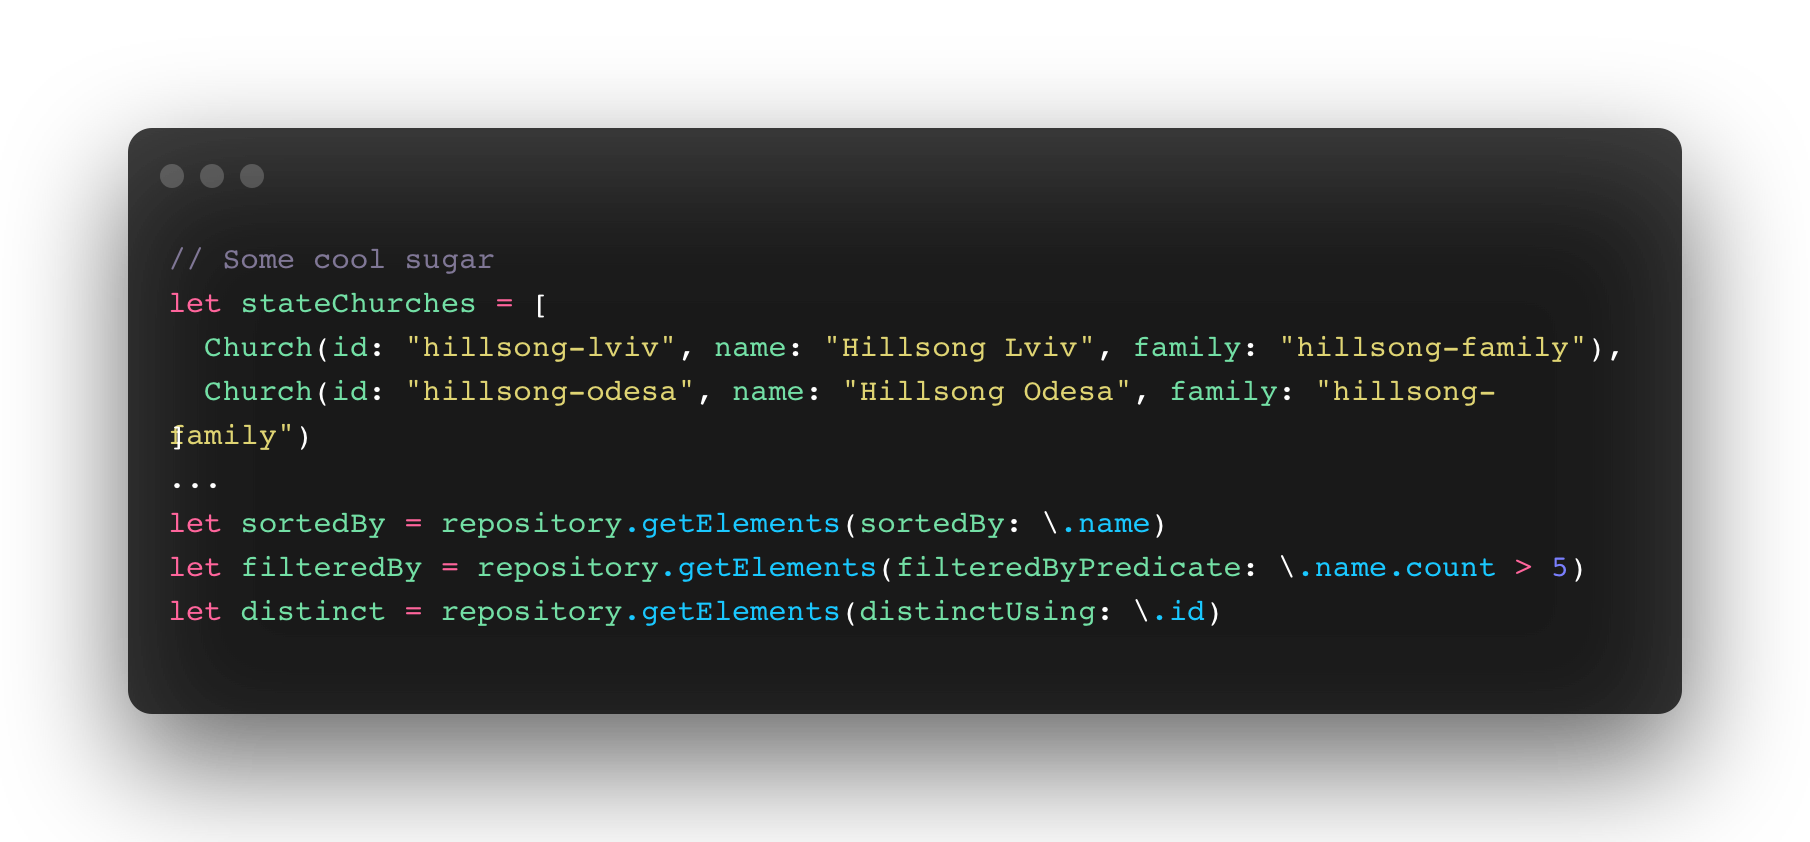 // Some cool sugar
let stateChurches = [
  Church(id: "hillsong-lviv", name: "Hillsong Lviv", family: "hillsong-family"),
  Church(id: "hillsong-odesa", name: "Hillsong Odesa", family: "hillsong-
family")
]
...
let sortedBy = repository.getElements(sortedBy: \.name)
let filteredBy = repository.getElements(filteredByPredicate: \.name.count > 5)
let distinct = repository.getElements(distinctUsing: \.id)